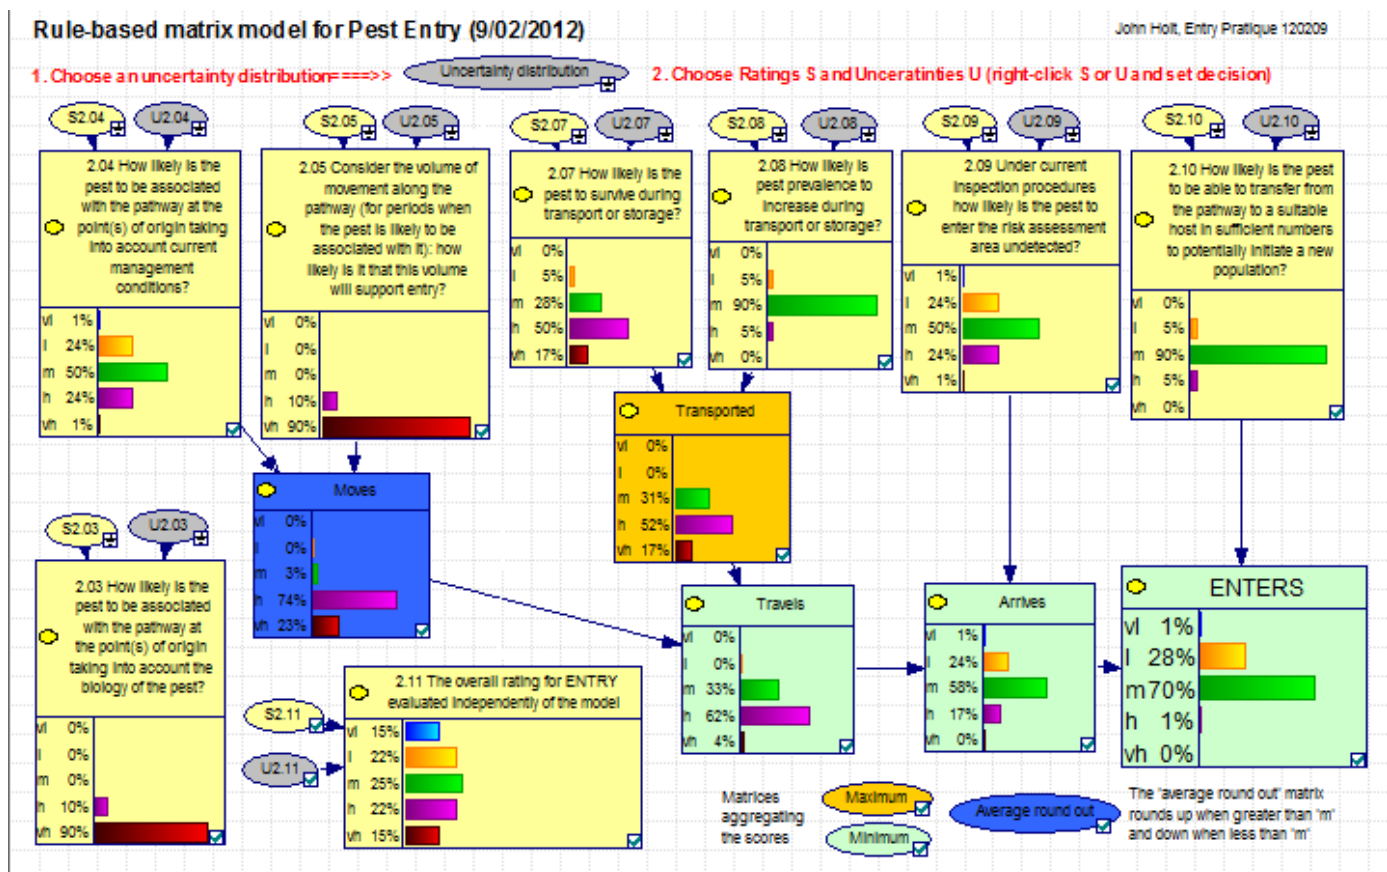 Rule-based matrix model for Pest Entry (9/02/2012)
John Holt, Entry Pratique 120209
1. Choose an uncertainty distribution====>>
Uncertainty distribution
2. Choose Ratings S and Unceratinties U (right-click S or U and set decision)
S2.04
U2.04
2.04 How likely is the
pest to be associated
with the pathway at the
point(s) of origin taking
into account current
management
conditions?
vl 1%
l 24%
m 50%
h 24%
vh 1%
S2.05
U2.05
2.05 Consider the volume of
movement along the
pathway (for periods when
the pest is likely to be
associated with it): how
likely is it that this volume
will support entry?
vl 0%
l 0%
m 0%
h 10%
vh 90%
S2.07
U2.07
2.07 How likely is the
pest to survive during
transport or storage?
vl 0%
l 5%
m 28%
h 50%
vh 17%
S2.08
U2.08
2.08 How likely is
pest prevalence to
increase during
transport or storage?
vl 0%
l 5%
m 90%
h 5%
vh 0%
S2.09
U2.09
2.09 Under current
inspection procedures
how likely is the pest to
enter the risk assessment
area undetected?
vl 1%
l 24%
m 50%
h 24%
vh 1%
S2.10
U2.10
2.10 How likely is the pest
to be able to transfer from
the pathway to a suitable
host in sufficient numbers
to potentially initiate a new
population?
vl 0%
l 5%
m 90%
h 5%
vh 0%
Transported
vl 0%
l 0%
m 31%
h 52%
vh 17%
Moves
vl 0%
l 0%
m 3%
h 74%
vh 23%
S2.03
U2.03
2.03 How likely is the
pest to be associated
with the pathway at
the point(s) of origin
taking into account the
biology of the pest?
vl 0%
l 0%
m 0%
h 10%
vh 90%
Travels
vl 0%
l 0%
m 33%
h 62%
vh 4%
Arrives
vl 1%
l 24%
m 58%
h 17%
vh 0%
ENTERS
vl 1%
l 28%
m 70%
h 1%
vh 0%
S2.11
U2.11
2.11 The overall rating for ENTRY
evaluated independently of the model
vl 15%
l 22%
m 25%
h 22%
vh 15%
Matrices
aggregating
the scores
Maximum
Minimum
Average round out
The 'average round out' matrix
rounds up when greater than 'm'
and down when less than 'm'